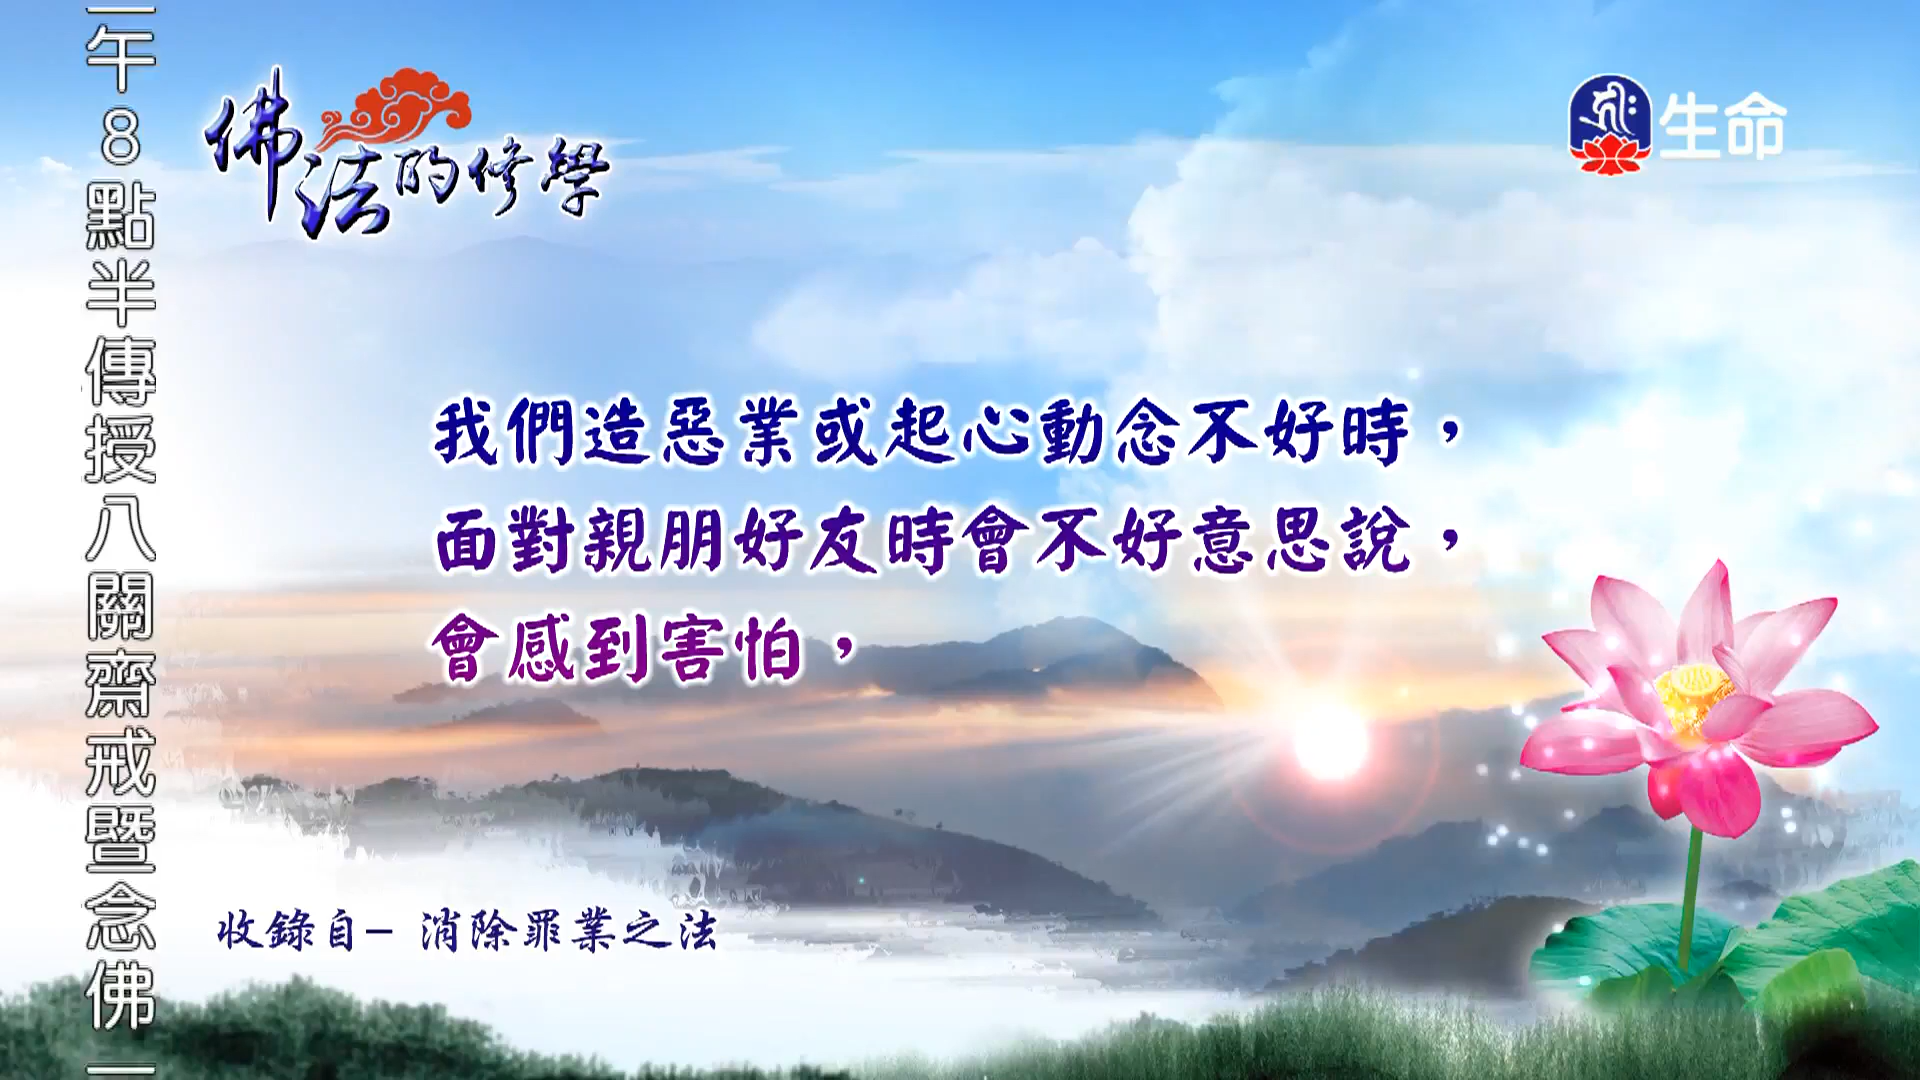 佛法的修學
生命
我們造惡業或起心動念不好時，
面對親朋好友時會不好意思說，
會感到害怕，
收錄自- 消除罪業之法
午8點半傳授八關齋戒暨念佛一